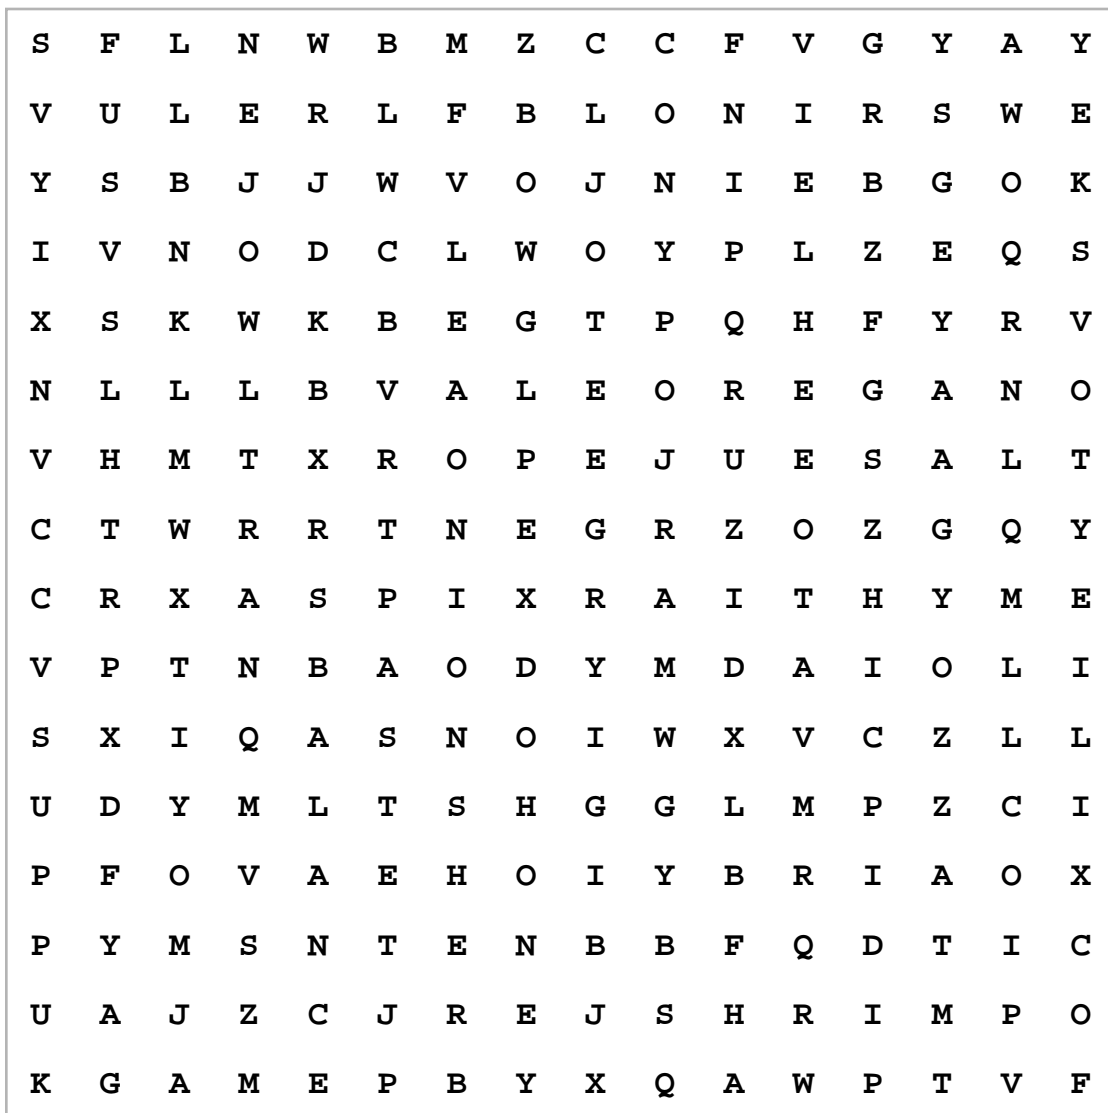 S F L N W B M Z C C F V G Y A Y
V U L E R L F B L O N I R S W E
Y S B J J W V O J N I E B G O K
I V N O D C L W O Y P L Z E Q S
X S K W K B E G T P Q H F Y R V
N L L L B V A L E O R E G A N O
V H M T X R O P E J U E S A L T
C T W R R T N E G R Z O Z G Q Y
C R X A S P I X R A I T H Y M E
V P T N B A O D Y M D A I O L I
S X I Q A S N O I W X V C Z L L
U D Y M L T S H G G L M P Z C I
P F O V A E H O I Y B R I A O X
P Y M S N T E N B B F Q D T I C
U A J Z C J R E J S H R I M P O
K G A M E P B Y X Q A W P T V F